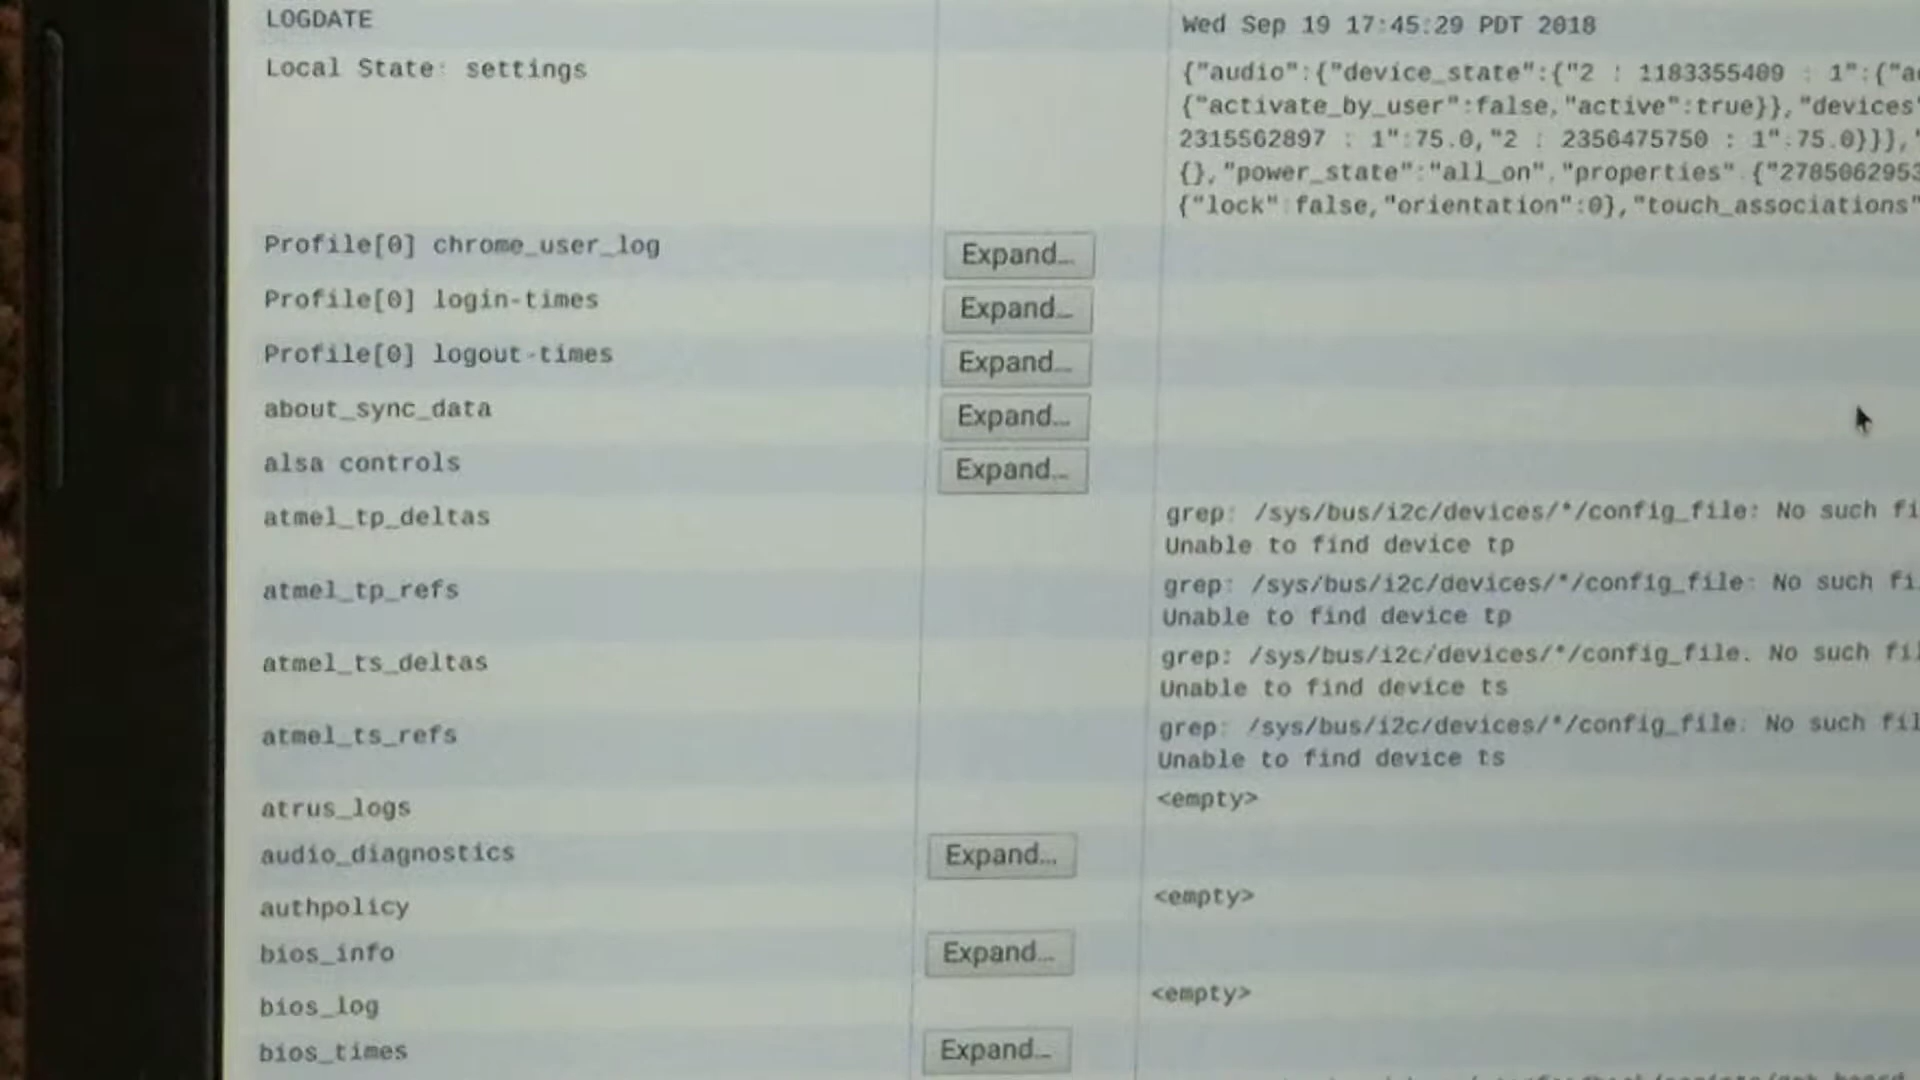 LOGDATE
Wed Sep 19 17:45:29 PDT 2018
Local State: settings
{"audio":{"device_state":{"2 : 1183355409 : 1":{"a
{"activate_by_user":false,"active":true}},"devices"
2315562897 : 1":75.0,"2 : 2356475750 : 1":75.0}}},"
{},"power_state":"all_on","properties":{"2785062953
{"lock":false,"orientation":0},"touch_associations"
Profile[0] chrome_user_log
Expand...
Profile[0] login-times
Expand...
Profile[0] logout-times
Expand...
about_sync_data
Expand...
alsa controls
Expand...
atmel_tp_deltas
grep: /sys/bus/i2c/devices/*/config_file: No such fi
Unable to find device tp
atmel_tp_refs
grep: /sys/bus/i2c/devices/*/config_file: No such fi
Unable to find device tp
atmel_ts_deltas
grep: /sys/bus/i2c/devices/*/config_file: No such fil
Unable to find device ts
atmel_ts_refs
grep: /sys/bus/i2c/devices/*/config_file: No such fil
Unable to find device ts
atrus_logs
<empty>
audio_diagnostics
Expand...
authpolicy
<empty>
bios_info
Expand...
bios_log
<empty>
bios_times
Expand...